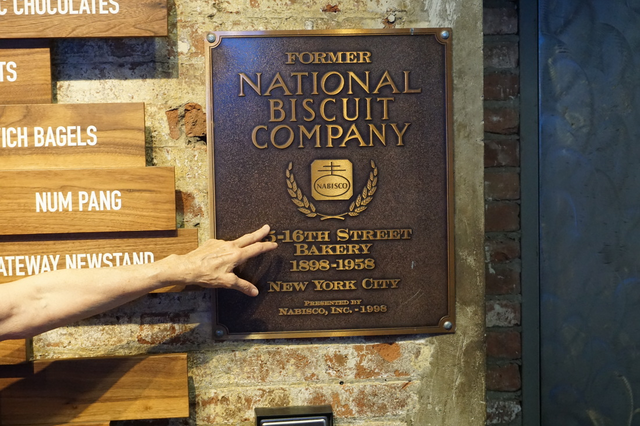 C CHOCOLATES
TS
ICH BAGELS
NUM PANG
ATEWAY NEWSTAND
FORMER
NATIONAL
BISCUIT
COMPANY
NABISCO
-16TH STREET
BAKERY
1898-1958
NEW YORK CITY
PRESENTED BY
NABISCO, INC. - 1998